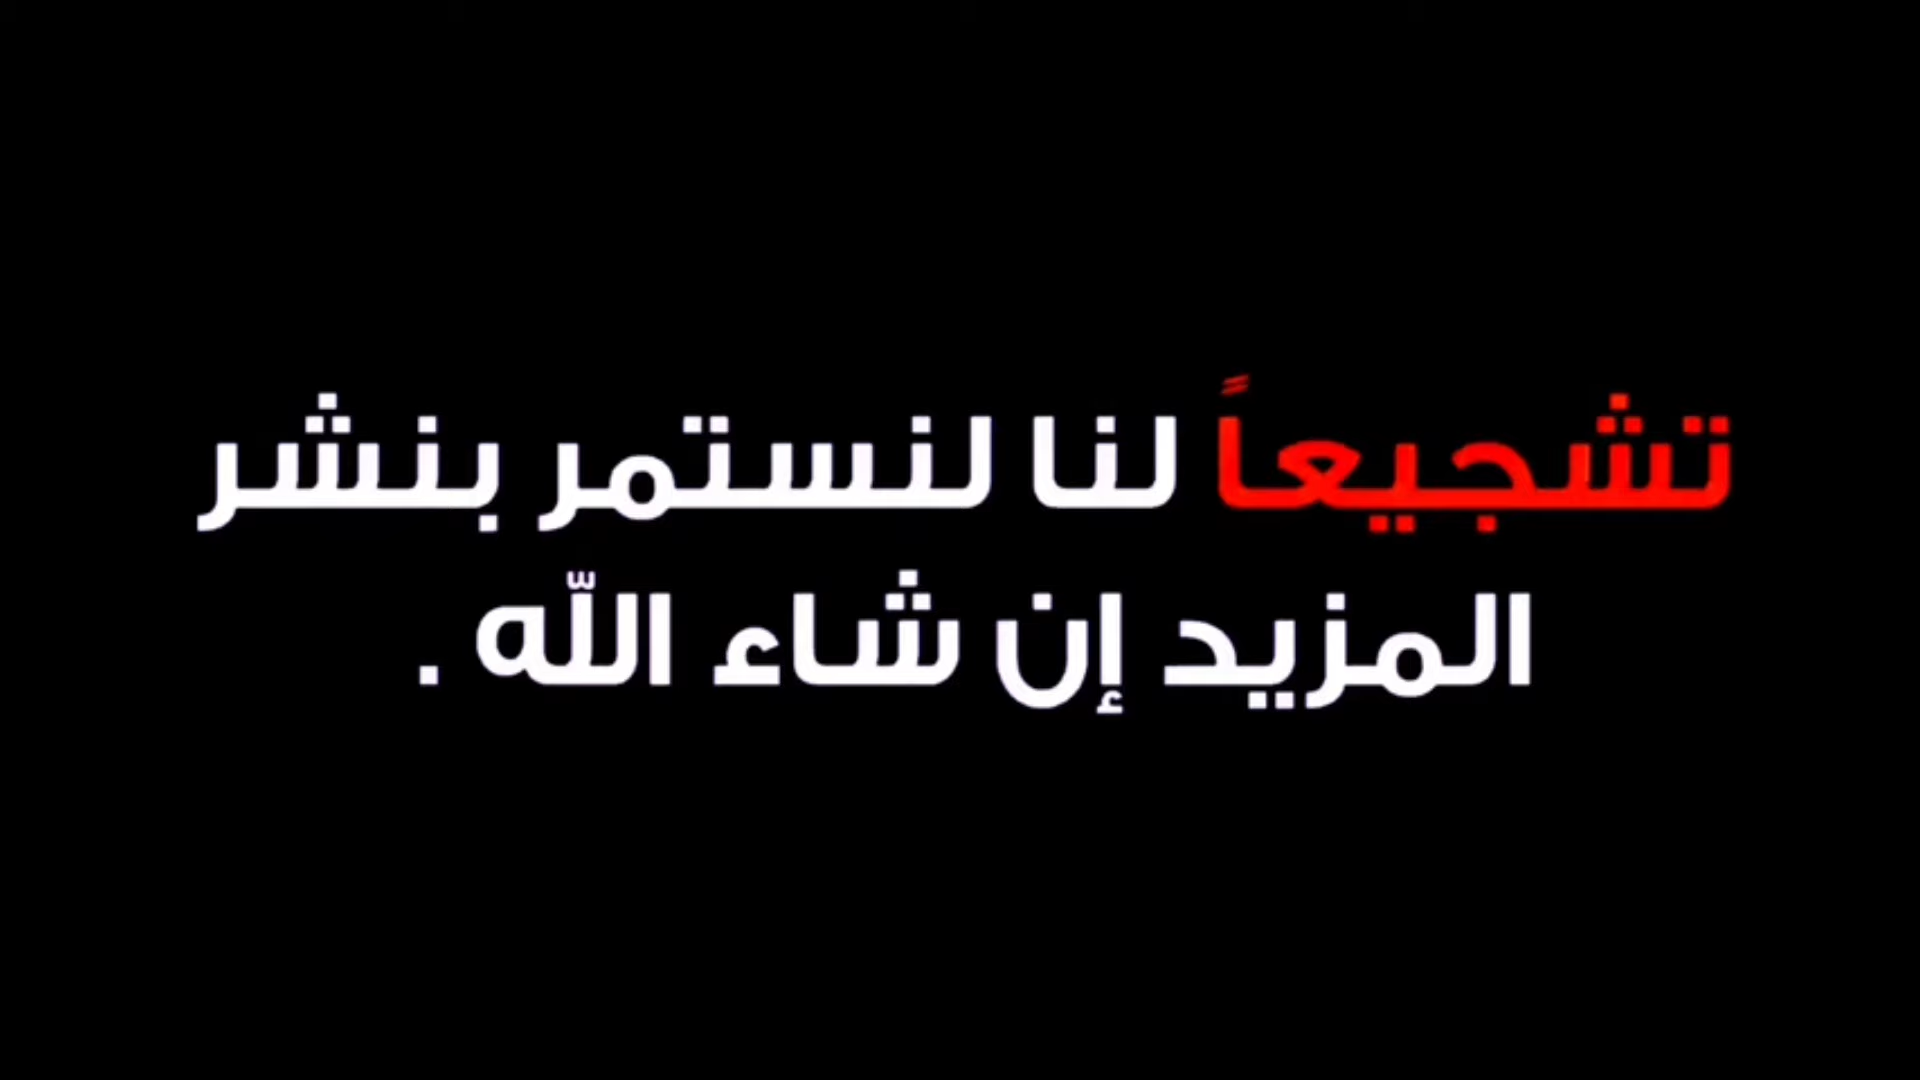 تشجيعاً لنا لنستمر بنشر
المزيد إن شاء اللّه .